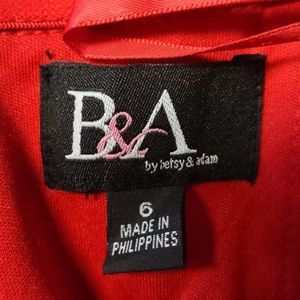 B&A
by betsy & adam
6
MADE IN
PHILIPPINES